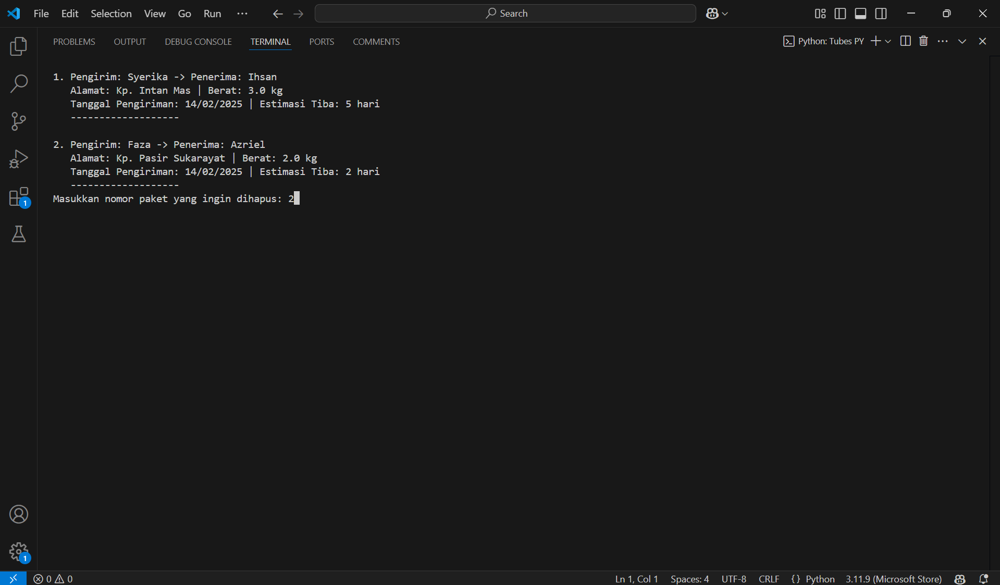 File Edit Selection View Go Run ··· Search
PROBLEMS OUTPUT DEBUG CONSOLE TERMINAL PORTS COMMENTS Python: Tubes PY
1. Pengirim: Syerika -> Penerima: Ihsan
Alamat: Kp. Intan Mas | Berat: 3.0 kg
Tanggal Pengiriman: 14/02/2025 | Estimasi Tiba: 5 hari
-------------------
2. Pengirim: Faza -> Penerima: Azriel
Alamat: Kp. Pasir Sukarayat | Berat: 2.0 kg
Tanggal Pengiriman: 14/02/2025 | Estimasi Tiba: 2 hari
-------------------
Masukkan nomor paket yang ingin dihapus: 2
1
1
0 0 Ln 1, Col 1 Spaces: 4 UTF-8 CRLF {} Python 3.11.9 (Microsoft Store)